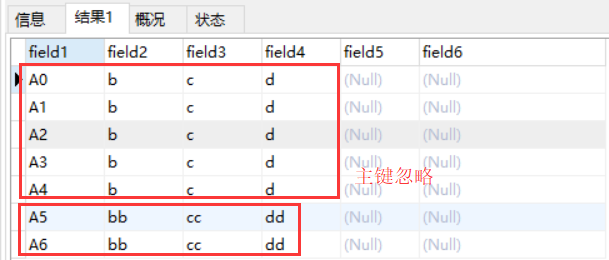 信息 结果1 概况 状态
field1 field2 field3 field4 field5 field6
A0 b c d (Null) (Null)
A1 b c d (Null) (Null)
A2 b c d (Null) (Null)
A3 b c d (Null) (Null)
主键忽略
A4 b c d (Null) (Null)
A5 bb cc dd (Null) (Null)
A6 bb cc dd (Null) (Null)